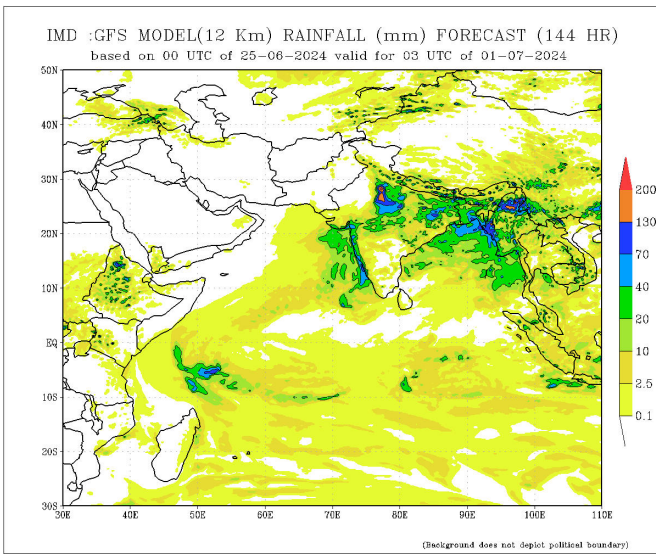 IMD :GFS MODEL(12 Km) RAINFALL (mm) FORECAST (144 HR)
based on 00 UTC of 25-06-2024 valid for 03 UTC of 01-07-2024
50N
40N
30N
20N
10N
EQ
10S
20S
30S
30E 40E 50E 60E 70E 80E 90E 100E 110E
200
130
70
40
20
10
2.5
0.1
(Background does not depict political boundary)